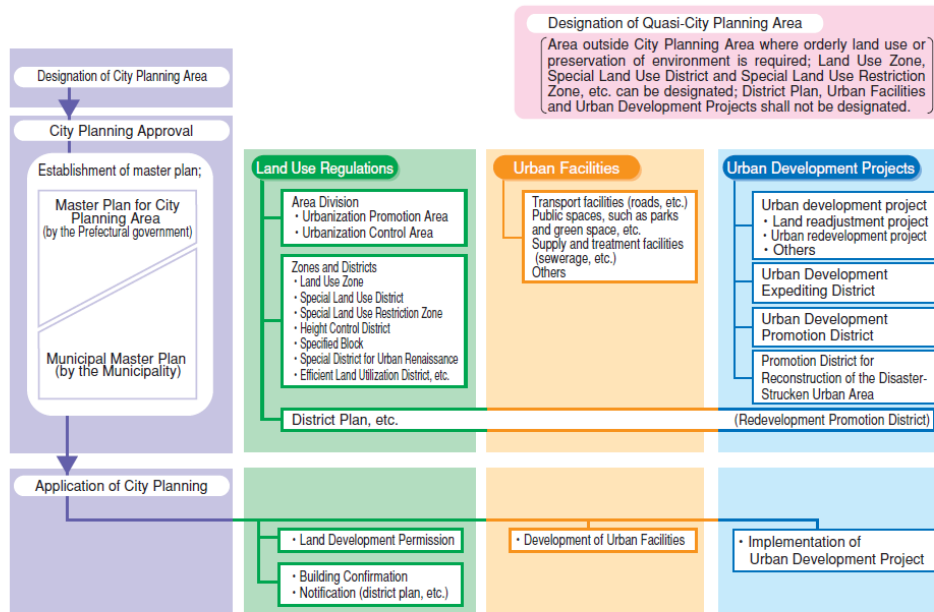 Designation of Quasi-City Planning Area
Area outside City Planning Area where orderly land use or
preservation of environment is required; Land Use Zone,
Special Land Use District and Special Land Use Restriction
Zone, etc. can be designated; District Plan, Urban Facilities
and Urban Development Projects shall not be designated.
Designation of City Planning Area
City Planning Approval
Establishment of master plan;
Master Plan for City
Planning Area
(by the Prefectural government)
Municipal Master Plan
(by the Municipality)
Land Use Regulations
Area Division
・Urbanization Promotion Area
・Urbanization Control Area
Zones and Districts
・Land Use Zone
・Special Land Use District
・Special Land Use Restriction Zone
・Height Control District
・Specified Block
・Special District for Urban Renaissance
・Efficient Land Utilization District, etc.
District Plan, etc.
Urban Facilities
Transport facilities (roads, etc.)
Public spaces, such as parks
and green space, etc.
Supply and treatment facilities
(sewerage, etc.)
Others
Urban Development Projects
Urban development project
・Land readjustment project
・Urban redevelopment project
・Others
Urban Development
Expediting District
Urban Development
Promotion District
Promotion District for
Reconstruction of the Disaster-
Strucken Urban Area
(Redevelopment Promotion District)
Application of City Planning
・Land Development Permission
・Building Confirmation
・Notification (district plan, etc.)
・Development of Urban Facilities
・Implementation of
Urban Development Project